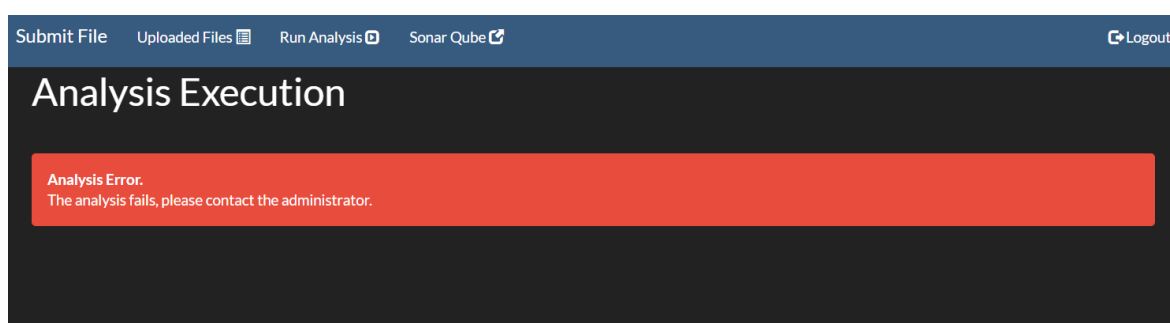 Submit File Uploaded Files Run Analysis Sonar Qube Logout
Analysis Execution
Analysis Error.
The analysis fails, please contact the administrator.